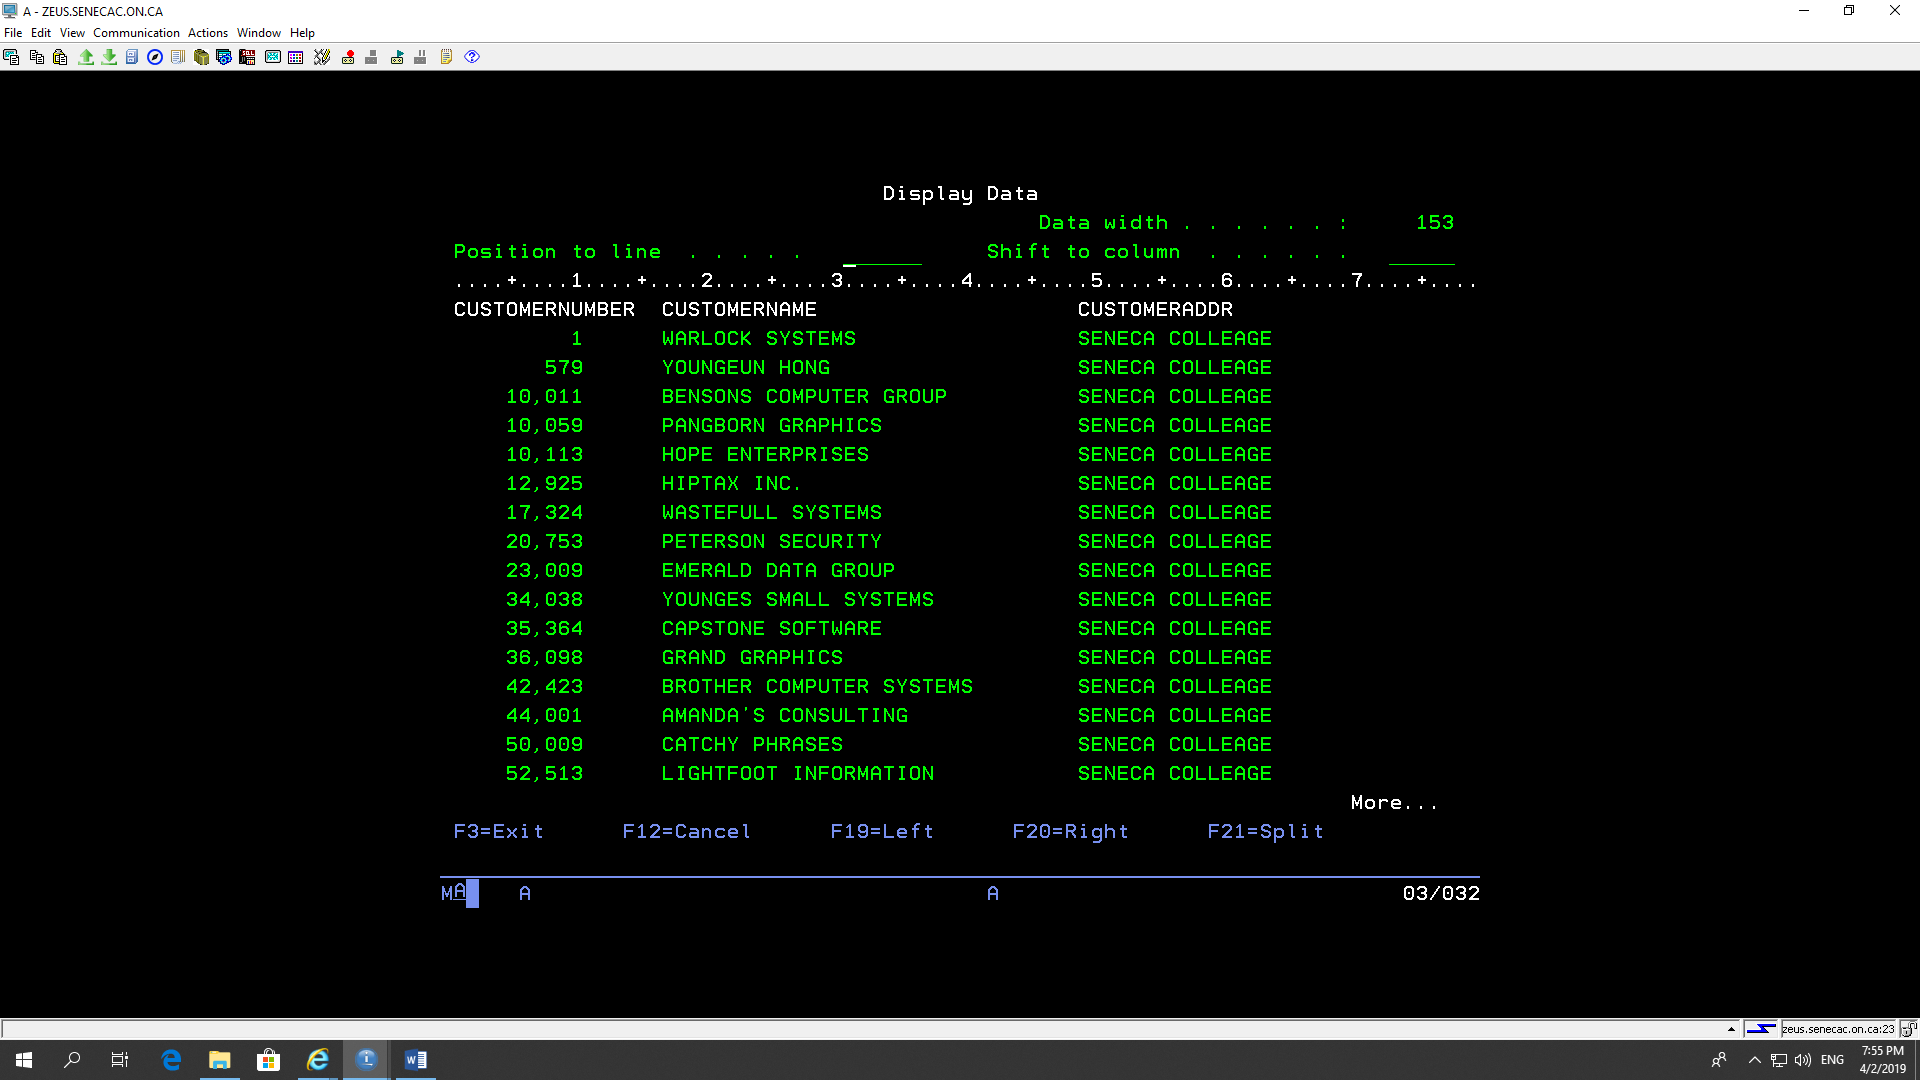 A - ZEUS.SENECAC.ON.CA
File Edit View Communication Actions Window Help
Display Data
Data width . . . . . . : 153
Position to line . . . . . Shift to column . . . . . .
....+....1....+....2....+....3....+....4....+....5....+....6....+....7....+....
CUSTOMERNUMBER CUSTOMERNAME CUSTOMERADDR
1 WARLOCK SYSTEMS SENECA COLLEAGE
579 YOUNGEUN HONG SENECA COLLEAGE
10,011 BENSONS COMPUTER GROUP SENECA COLLEAGE
10,059 PANGBORN GRAPHICS SENECA COLLEAGE
10,113 HOPE ENTERPRISES SENECA COLLEAGE
12,925 HIPTAX INC. SENECA COLLEAGE
17,324 WASTEFULL SYSTEMS SENECA COLLEAGE
20,753 PETERSON SECURITY SENECA COLLEAGE
23,009 EMERALD DATA GROUP SENECA COLLEAGE
34,038 YOUNGES SMALL SYSTEMS SENECA COLLEAGE
35,364 CAPSTONE SOFTWARE SENECA COLLEAGE
36,098 GRAND GRAPHICS SENECA COLLEAGE
42,423 BROTHER COMPUTER SYSTEMS SENECA COLLEAGE
44,001 AMANDA'S CONSULTING SENECA COLLEAGE
50,009 CATCHY PHRASES SENECA COLLEAGE
52,513 LIGHTFOOT INFORMATION SENECA COLLEAGE
More...
F3=Exit F12=Cancel F19=Left F20=Right F21=Split
MA A A 03/032
zeus.senecac.on.ca:23
ENG 7:55 PM
4/2/2019